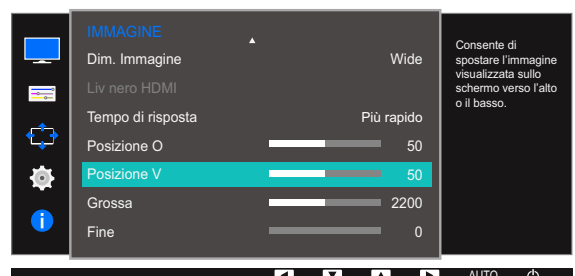 IMMAGINE
Dim. Immagine Wide
Liv nero HDMI
Tempo di risposta Più rapido
Posizione O 50
Posizione V 50
Grossa 2200
Fine 0
Consente di
spostare l'immagine
visualizzata sullo
schermo verso l'alto
o il basso.
AUTO